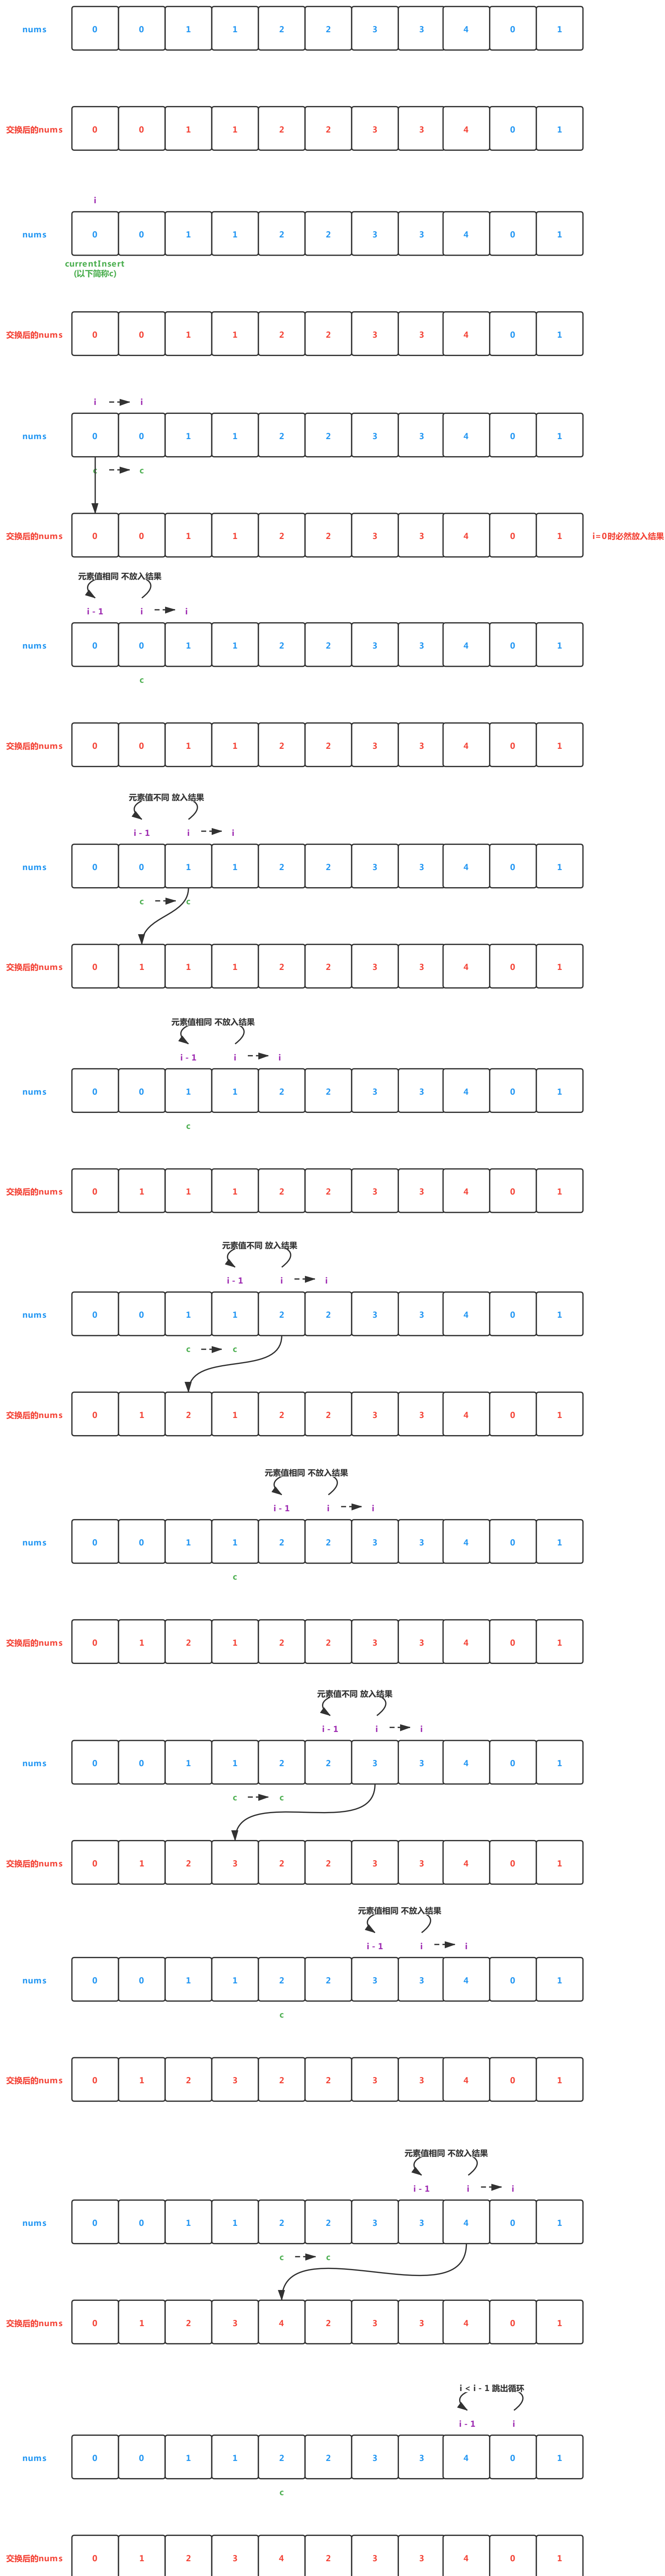 nums 0 0 1 1 2 2 3 3 4 0 1
交换后的nums 0 0 1 1 2 2 3 3 4 0 1
i
nums 0 0 1 1 2 2 3 3 4 0 1
currentInsert
(以下简称c)
交换后的nums 0 0 1 1 2 2 3 3 4 0 1
i i
nums 0 0 1 1 2 2 3 3 4 0 1
c c
交换后的nums 0 0 1 1 2 2 3 3 4 0 1 i=0时必然放入结果
元素值相同 不放入结果
i - 1 i i
nums 0 0 1 1 2 2 3 3 4 0 1
c
交换后的nums 0 0 1 1 2 2 3 3 4 0 1
元素值不同 放入结果
i - 1 i i
nums 0 0 1 1 2 2 3 3 4 0 1
c c
交换后的nums 0 1 1 1 2 2 3 3 4 0 1
元素值相同 不放入结果
i - 1 i i
nums 0 0 1 1 2 2 3 3 4 0 1
c
交换后的nums 0 1 1 1 2 2 3 3 4 0 1
元素值不同 放入结果
i - 1 i i
nums 0 0 1 1 2 2 3 3 4 0 1
c c
交换后的nums 0 1 2 1 2 2 3 3 4 0 1
元素值相同 不放入结果
i - 1 i i
nums 0 0 1 1 2 2 3 3 4 0 1
c
交换后的nums 0 1 2 1 2 2 3 3 4 0 1
元素值不同 放入结果
i - 1 i i
nums 0 0 1 1 2 2 3 3 4 0 1
c c
交换后的nums 0 1 2 3 2 2 3 3 4 0 1
元素值相同 不放入结果
i - 1 i i
nums 0 0 1 1 2 2 3 3 4 0 1
c
交换后的nums 0 1 2 3 2 2 3 3 4 0 1
元素值相同 不放入结果
i - 1 i i
nums 0 0 1 1 2 2 3 3 4 0 1
c c
交换后的nums 0 1 2 3 4 2 3 3 4 0 1
i < i - 1 跳出循环
i - 1 i
nums 0 0 1 1 2 2 3 3 4 0 1
c
交换后的nums 0 1 2 3 4 2 3 3 4 0 1